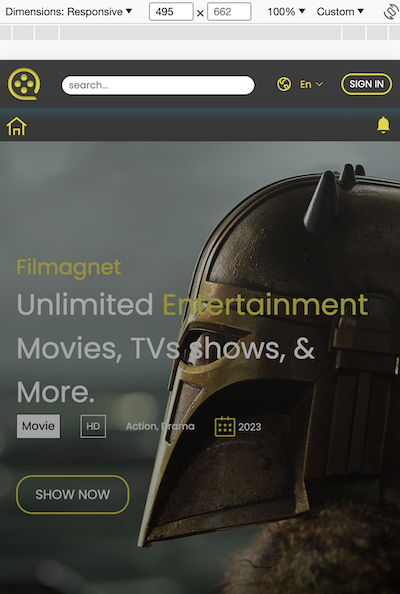 Dimensions: Responsive ▼ 495 × 662 100% ▼ Custom ▼
search... En SIGN IN
Filmagnet
Unlimited Entertainment
Movies, TVs shows, &
More.
Movie HD Action, Drama 2023
SHOW NOW